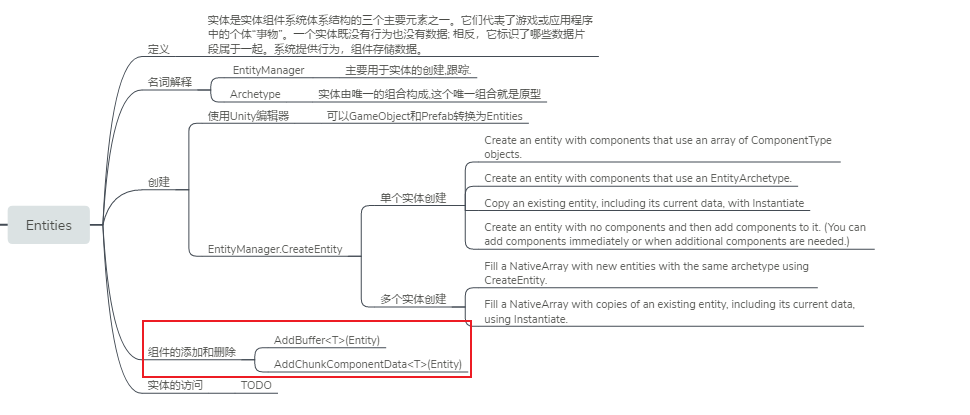 实体是实体组件系统体系结构的三个主要元素之一。它们代表了游戏或应用程序
中的个体“事物”。一个实体既没有行为也没有数据; 相反，它标识了哪些数据片
段属于一起。系统提供行为，组件存储数据。
定义
名词解释
EntityManager
主要用于实体的创建,跟踪.
Archetype
实体由唯一的组合构成,这个唯一组合就是原型
使用Unity编辑器
可以GameObject和Prefab转换为Entities
创建
EntityManager.CreateEntity
单个实体创建
Create an entity with components that use an array of ComponentType
objects.
Create an entity with components that use an EntityArchetype.
Copy an existing entity, including its current data, with Instantiate
Create an entity with no components and then add components to it. (You can
add components immediately or when additional components are needed.)
多个实体创建
Fill a NativeArray with new entities with the same archetype using
CreateEntity.
Fill a NativeArray with copies of an existing entity, including its current data,
using Instantiate.
Entities
组件的添加和删除
AddBuffer<T>(Entity)
AddChunkComponentData<T>(Entity)
实体的访问
TODO